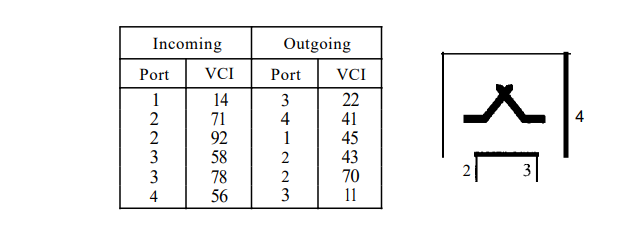 Incoming Outgoing
Port VCI Port VCI
1 14 3 22
2 71 4 41
2 92 1 45
3 58 2 43
3 78 2 70
4 56 3 11
4
2 3